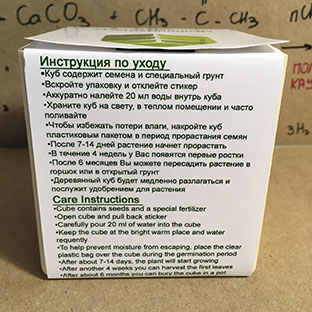 CaCO₃ + CH₃ - C - CH₃
Инструкция по уходу
•Куб содержит семена и специальный грунт
•Вскройте упаковку и отклейте стикер
•Аккуратно налейте 20 мл воды внутрь куба
•Храните куб на свету, в теплом помещении и часто
поливайте
•Чтобы избежать потери влаги, накройте куб
пластиковым пакетом в период прорастания семян
•После 7-14 дней растение начнет прорастать
•В течение 4 недель у Вас появятся первые ростки
•После 6 месяцев Вы можете пересадить растение в
горшок или в открытый грунт
•Деревянный куб будет медленно разлагаться и
послужит удобрением для растения
Care Instructions
•Cube contains seeds and a special fertilizer
•Open cube and pull back sticker
•Carefully pour 20 ml of water into the cube
•Keep the cube at the bright warm place and water
requently
•To help prevent moisture from escaping, place the clear
plastic bag over the cube during the germination period
•After about 7-14 days, the plant will start growing
•After another 4 weeks you can harvest the first leaves
•After about 6 months you can bury the cube in a pot